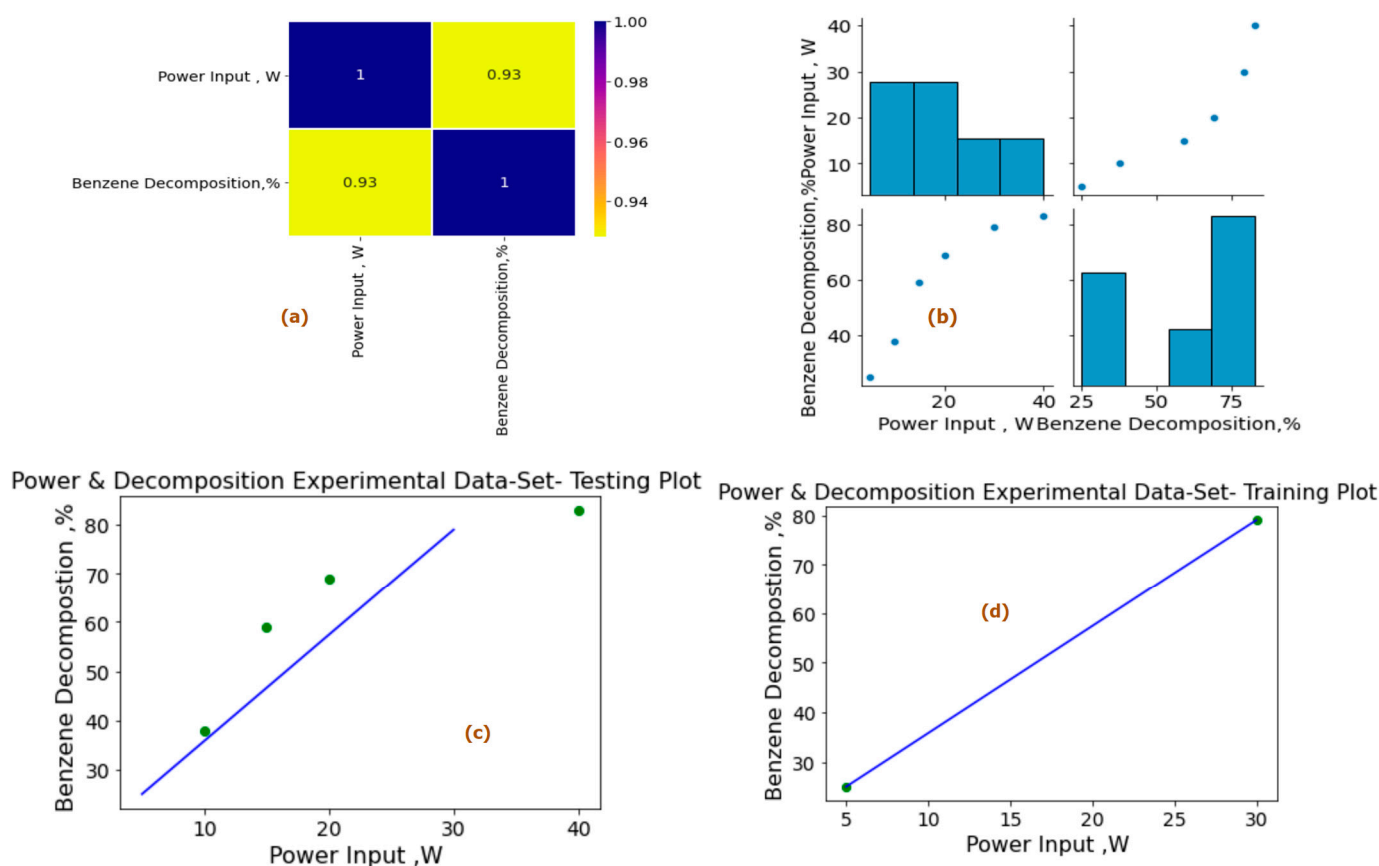 Power Input , W
Benzene Decomposition,%
1
0.93
0.93
1
1.00
0.98
0.96
0.94
Power Input , W
Benzene Decomposition,%
(a)
Power Input , W
40
30
20
10
Benzene Decomposition,%
80
60
40
20
40
Power Input , W
25
50
75
Benzene Decomposition,%
(b)
Power & Decomposition Experimental Data-Set- Testing Plot
Benzene Decompostion ,%
80
70
60
50
40
30
10
20
30
40
Power Input ,W
(c)
Power & Decomposition Experimental Data-Set- Training Plot
Benzene Decomposition ,%
80
70
60
50
40
30
5
10
15
20
25
30
Power Input ,W
(d)